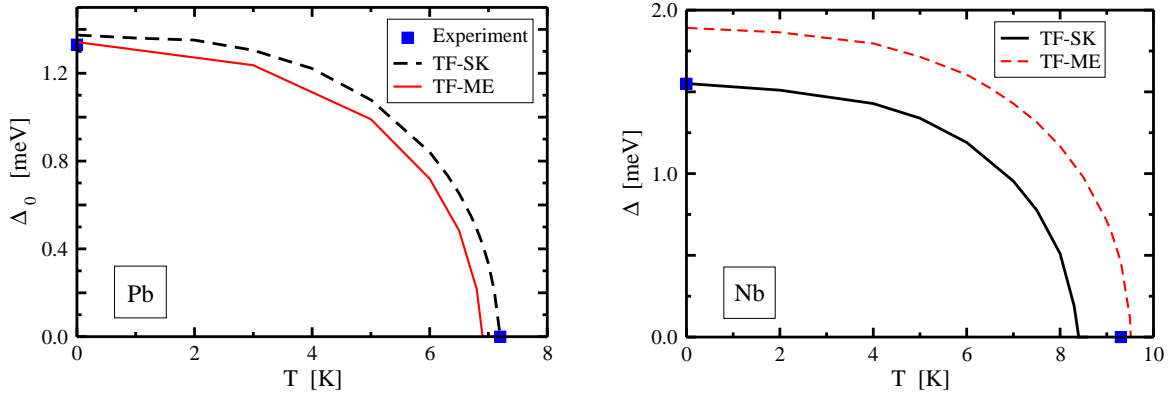 Experiment
TF-SK
TF-ME
1.2
0.8
0.4
0.0
Δ0 [meV]
Pb
0 2 4 6 8
T [K]
TF-SK
TF-ME
2.0
1.0
0.0
Δ [meV]
Nb
0 2 4 6 8 10
T [K]